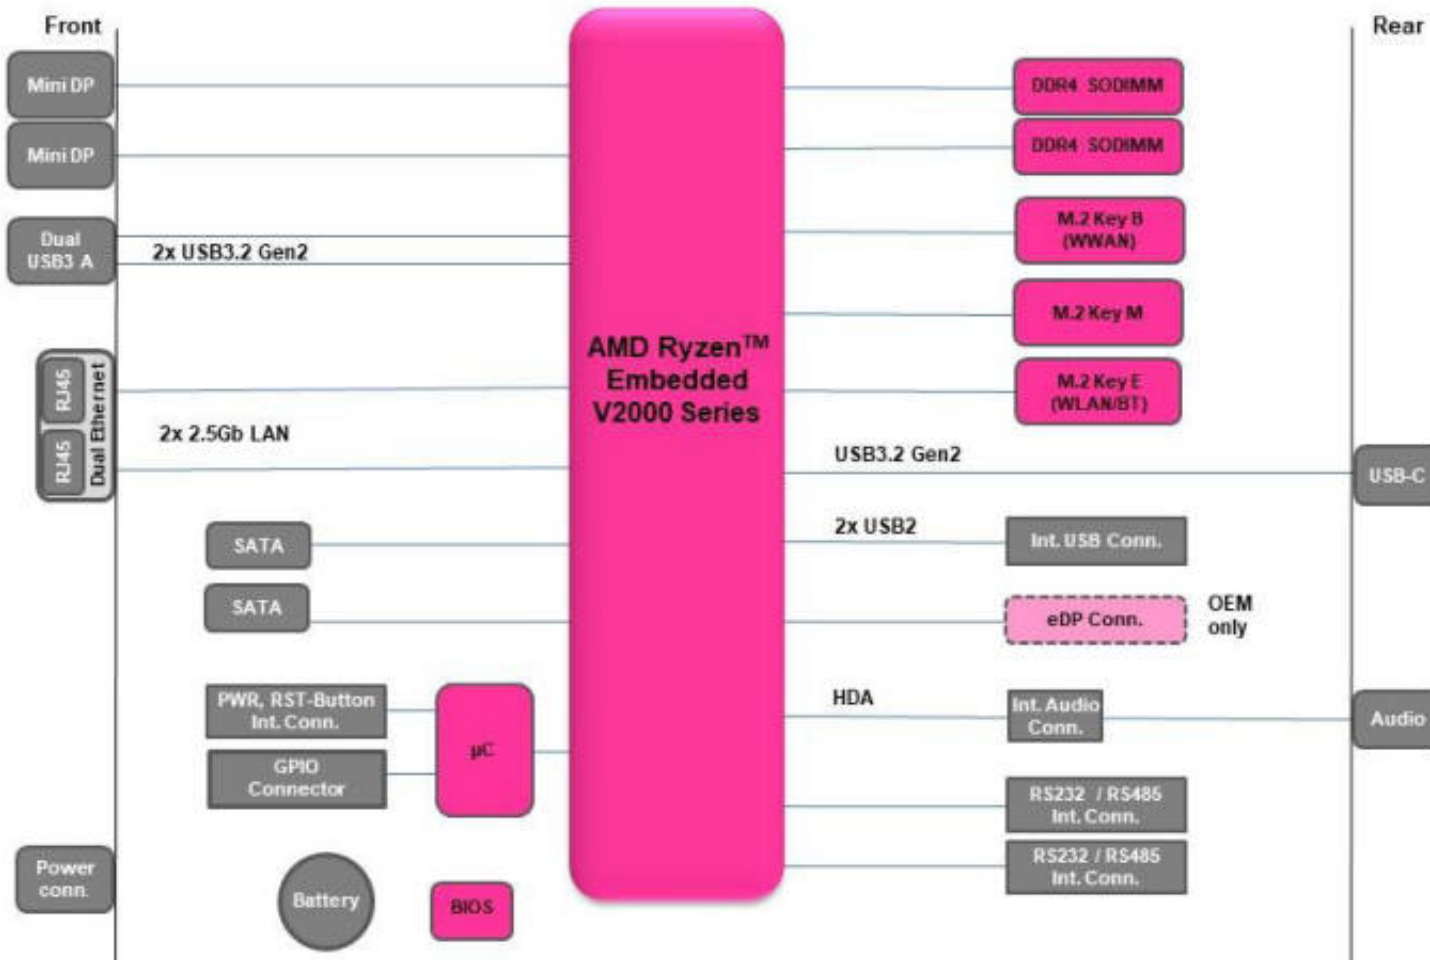 Front
Rear
Mini DP
Mini DP
Dual
USB3 A
2x USB3.2 Gen2
RJ45
RJ45
Dual Ethernet
2x 2.5Gb LAN
SATA
SATA
PWR, RST-Button
Int. Conn.
GPIO
Connector
µC
Power
conn.
Battery
BIOS
AMD Ryzen™
Embedded
V2000 Series
DDR4 SODIMM
DDR4 SODIMM
M.2 Key B
(WWAN)
M.2 Key M
M.2 Key E
(WLAN/BT)
USB3.2 Gen2
USB-C
2x USB2
Int. USB Conn.
eDP Conn.
OEM
only
HDA
Int. Audio
Conn.
Audio
RS232 / RS485
Int. Conn.
RS232 / RS485
Int. Conn.